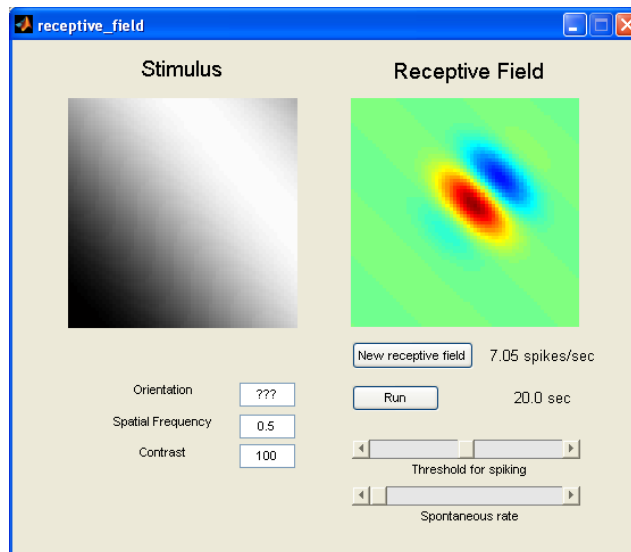 receptive_field
Stimulus
Receptive Field
New receptive field
7.05 spikes/sec
Run
20.0 sec
Orientation
???
Spatial Frequency
0.5
Contrast
100
Threshold for spiking
Spontaneous rate